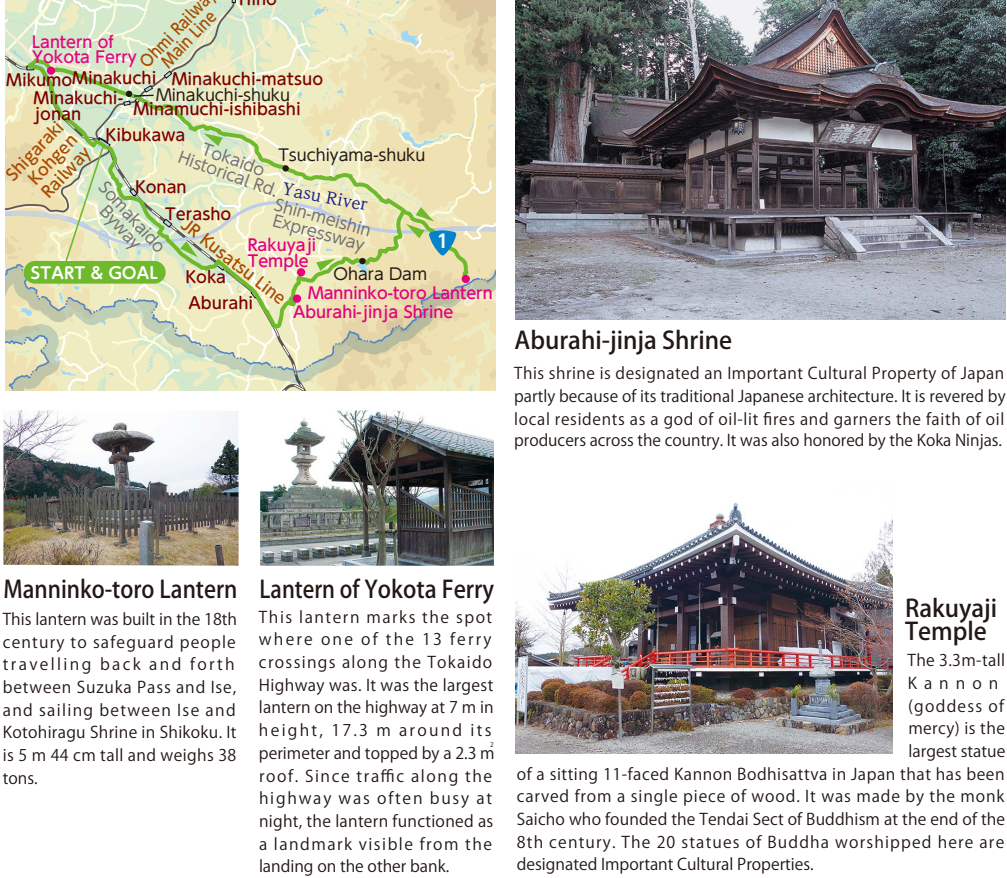 Hino
Ohmi Railway
Main Line
Lantern of
Yokota Ferry
Mikumo
Minakuchi
Minakuchi-matsuo
Minakuchi-shuku
Minakuchi-
jonan
Minamuchi-ishibashi
Kibukawa
Shigaraki
Kohgen
Railway
Tokaido
Historical Rd.
Tsuchiyama-shuku
Yasu River
Konan
Somakaido
Byway
Terasho
Shin-meishin
Expressway
1
JR Kusatsu Line
Rakuyaji
Temple
START & GOAL
Koka
Ohara Dam
Aburahi
Manninko-toro Lantern
Aburahi-jinja Shrine
Aburahi-jinja Shrine
This shrine is designated an Important Cultural Property of Japan
partly because of its traditional Japanese architecture. It is revered by
local residents as a god of oil-lit fires and garners the faith of oil
producers across the country. It was also honored by the Koka Ninjas.
Manninko-toro Lantern
This lantern was built in the 18th
century to safeguard people
travelling back and forth
between Suzuka Pass and Ise,
and sailing between Ise and
Kotohiragu Shrine in Shikoku. It
is 5 m 44 cm tall and weighs 38
tons.
Lantern of Yokota Ferry
This lantern marks the spot
where one of the 13 ferry
crossings along the Tokaido
Highway was. It was the largest
lantern on the highway at 7 m in
height, 17.3 m around its
perimeter and topped by a 2.3 m²
roof. Since traffic along the
highway was often busy at
night, the lantern functioned as
a landmark visible from the
landing on the other bank.
Rakuyaji
Temple
The 3.3m-tall
Kannon
(goddess of
mercy) is the
largest statue
of a sitting 11-faced Kannon Bodhisattva in Japan that has been
carved from a single piece of wood. It was made by the monk
Saicho who founded the Tendai Sect of Buddhism at the end of the
8th century. The 20 statues of Buddha worshipped here are
designated Important Cultural Properties.